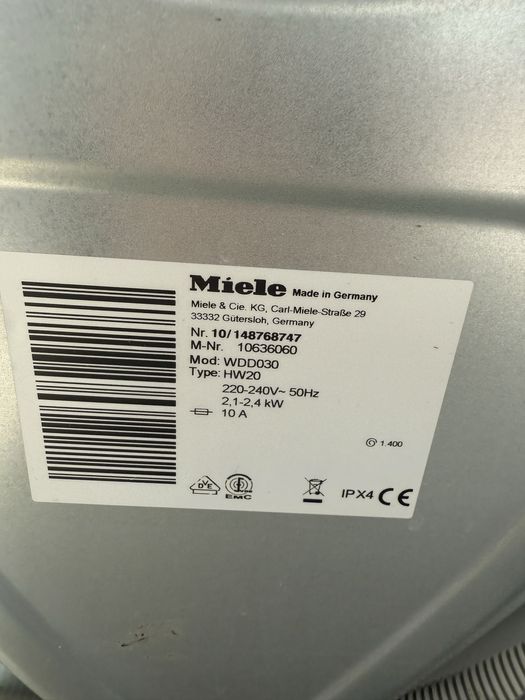 Miele Made in Germany
Miele & Cie. KG, Carl-Miele-Straße 29
33332 Gütersloh, Germany
Nr. 10/148768747
M-Nr. 10636060
Mod: WDD030
Type: HW20
220-240V~ 50Hz
2,1-2,4 kW
10 A
1.400
DVE
EMC
IPX4 CE